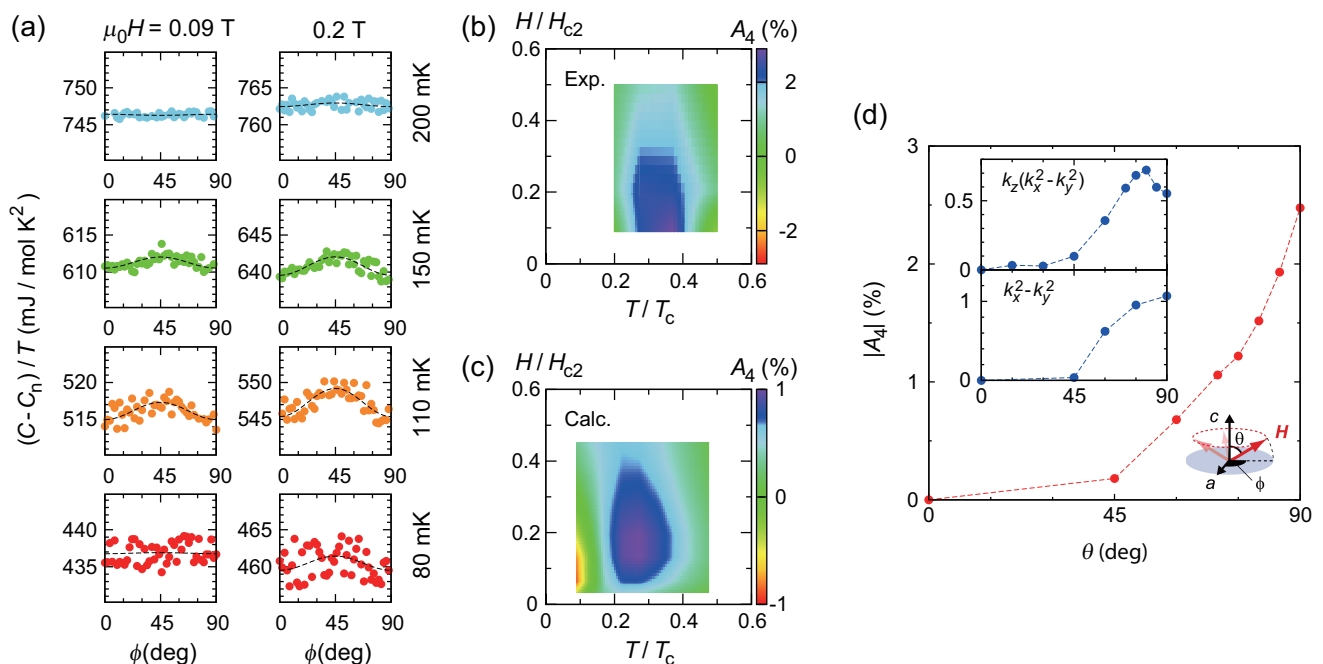 (a)
μ0H = 0.09 T
0.2 T
(C - Cn) / T (mJ / mol K²)
750
745
0 45 90
765
760
0 45 90
200 mK
615
610
0 45 90
645
640
0 45 90
150 mK
520
515
0 45 90
550
545
0 45 90
110 mK
440
435
0 45 90
ϕ(deg)
465
460
0 45 90
ϕ(deg)
80 mK
(b)
H / Hc2
A4 (%)
0.6
0.4
0.2
0
Exp.
0 0.2 0.4 0.6
T / Tc
2
0
-2
(c)
H / Hc2
A4 (%)
0.6
0.4
0.2
0
Calc.
0 0.2 0.4 0.6
T / Tc
1
0
-1
(d)
|A4| (%)
3
2
1
0
0 45 90
θ (deg)
kz(kx²-ky²)
0.5
0
kx²-ky²
1
0
0 45 90
c
θ
H
a
ϕ